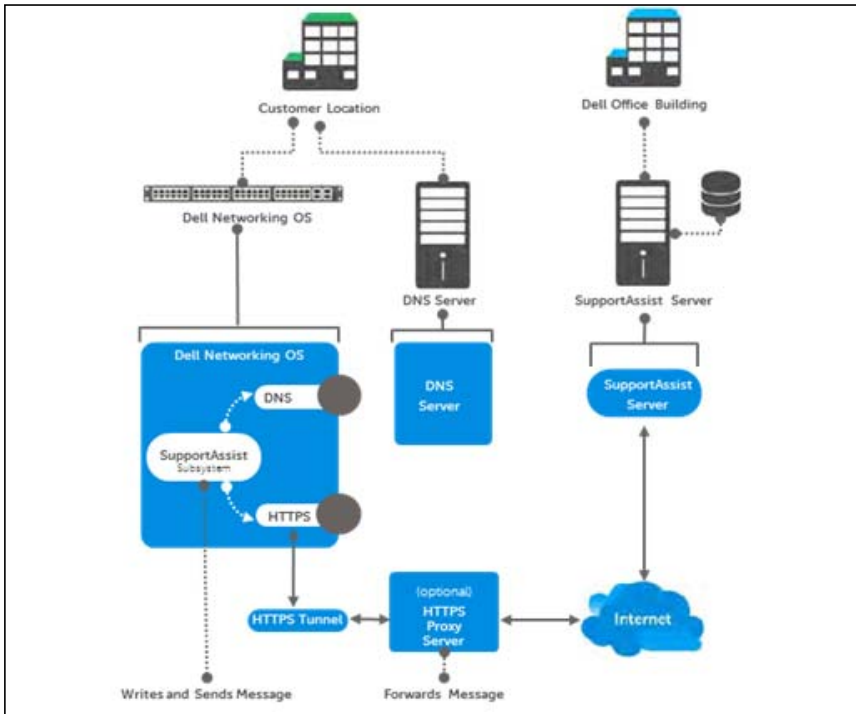 Customer Location
Dell Office Building
Dell Networking OS
DNS Server
SupportAssist Server
Dell Networking OS
DNS
SupportAssist
Subsystem
HTTPS
DNS
Server
SupportAssist
Server
HTTPS Tunnel
(optional)
HTTPS
Proxy
Server
Internet
Writes and Sends Message
Forwards Message